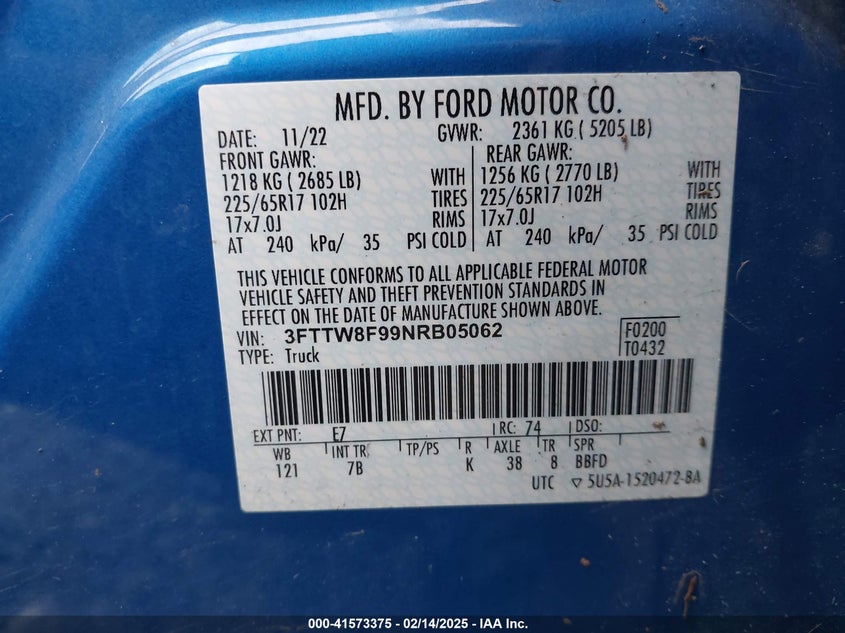 MFD. BY FORD MOTOR CO.
DATE: 11/22 GVWR: 2361 KG ( 5205 LB)
FRONT GAWR: REAR GAWR:
1218 KG ( 2685 LB) WITH 1256 KG ( 2770 LB) WITH
225/65R17 102H TIRES 225/65R17 102H TIRES
17x7.0J RIMS 17x7.0J RIMS
AT 240 kPa/ 35 PSI COLD AT 240 kPa/ 35 PSI COLD
THIS VEHICLE CONFORMS TO ALL APPLICABLE FEDERAL MOTOR
VEHICLE SAFETY AND THEFT PREVENTION STANDARDS IN
EFFECT ON THE DATE OF MANUFACTURE SHOWN ABOVE.
VIN: 3FTTW8F99NRB05062 F0200
TYPE: Truck T0432
EXT PNT: E7 RC: 74 DSO:
WB INT TR TP/PS R AXLE TR SPR
121 7B K 38 8 BBFD
UTC ▽ 5U5A-1520472-BA
000-41573375 - 02/14/2025 - IAA Inc.